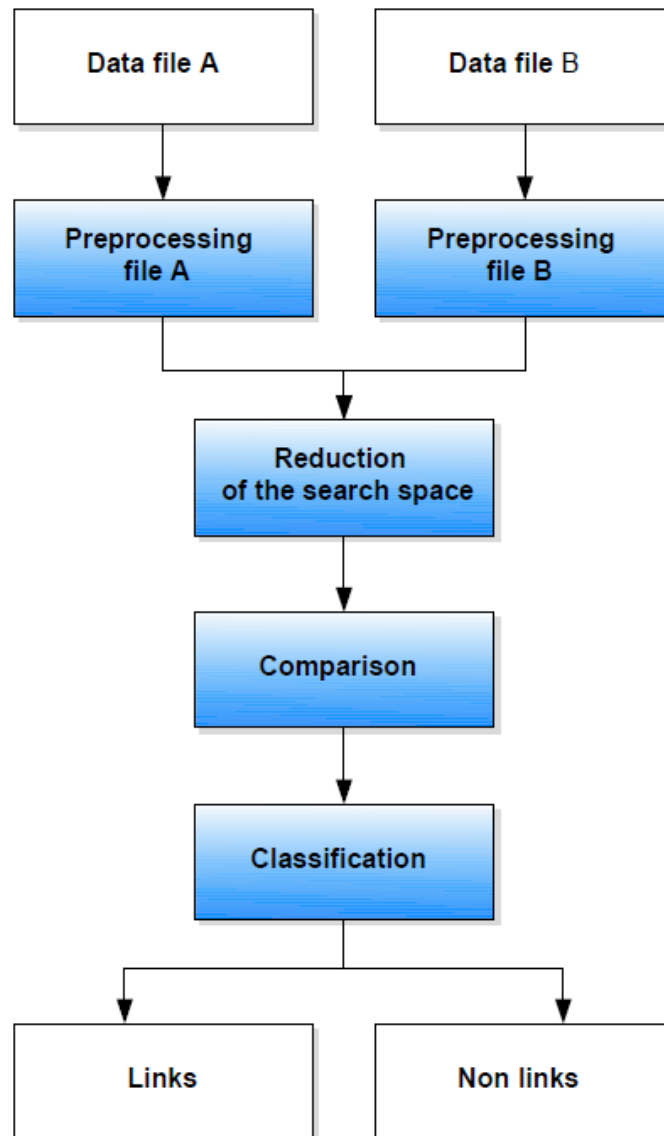 Data file A
Data file B
Preprocessing
file A
Preprocessing
file B
Reduction
of the search space
Comparison
Classification
Links
Non links